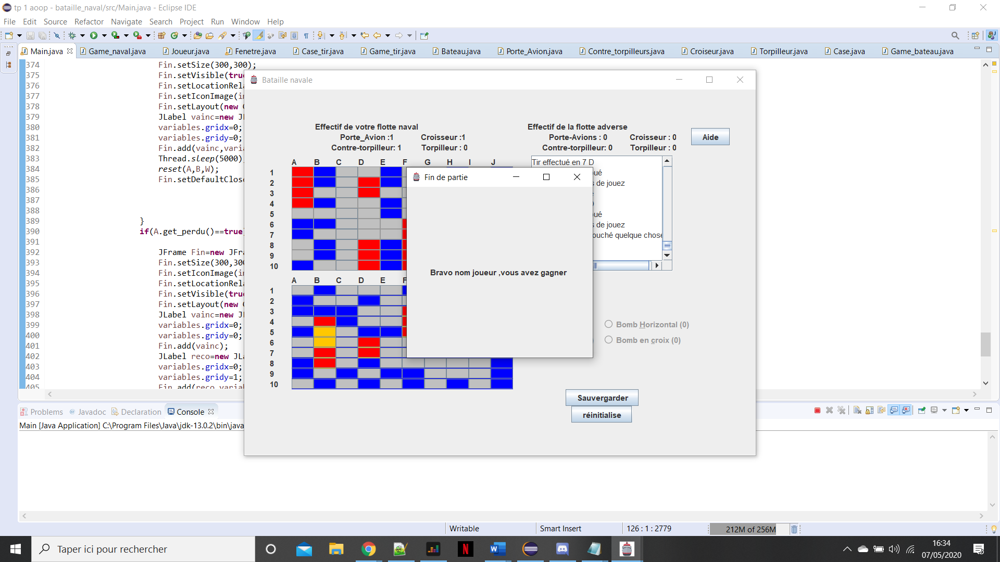 tp 1 aoop - bataille_naval/src/Main.java - Eclipse IDE
File Edit Source Refactor Navigate Search Project Run Window Help
Main.java Game_naval.java Joueur.java Fenetre.java Case_tir.java Game_tir.java Bateau.java Porte_Avion.java Contre_torpilleurs.java Croiseur.java Torpilleur.java Case.java Game_bateau.java
374 Fin.setSize(300,300);
375 Fin.setVisible(true
376 Fin.setLocationRela
377 Fin.setIconImage(i
378 Fin.setLayout(new
379 JLabel vainc=new J
380 variables.gridx=0;
381 variables.gridy=0;
382 Fin.add(vainc,varia
383 Thread.sleep(5000)
384 reset(A,B,W);
385 Fin.setDefaultClose
386
387
388
389 }
390 if(A.get_perdu()==true)
391
392 JFrame Fin=new JFra
393 Fin.setSize(300,300
394 Fin.setIconImage(i
395 Fin.setLocationRela
396 Fin.setVisible(true
397 Fin.setLayout(new
398 JLabel vainc=new J
399 variables.gridx=0;
400 variables.gridy=0;
401 Fin.add(vainc);
402 JLabel reco=new JLa
403 variables.gridx=0;
404 variables.gridy=1;
405 Fin.add(reco,varia
Bataille navale
Effectif de votre flotte naval
Porte_Avion :1 Croisseur :1
Contre-torpilleur: 1 Torpilleur : 0
Effectif de la flotte adverse
Porte-Avions : 0 Croisseur : 0
Contre-torpilleur: 0 Torpilleur : 0
Aide
A B C D E F G H I J
1
2
3
4
5
6
7
8
9
10
Tir effectué en 7 D
ué
s de jouez
ué
s de jouez
ouché quelque chose
Fin de partie
Bravo nom joueur ,vous avez gagner
A B C D E F
1
2
3
4
5
6
7
8
9
10
Bomb Horizontal (0)
Bomb en croix (0)
Sauvergarder
réinitialise
Problems @ Javadoc Declaration Console
Main [Java Application] C:\Program Files\Java\jdk-13.0.2\bin\java
Writable Smart Insert 126 : 1 : 2779 212M of 256M
Taper ici pour rechercher
16:34
07/05/2020